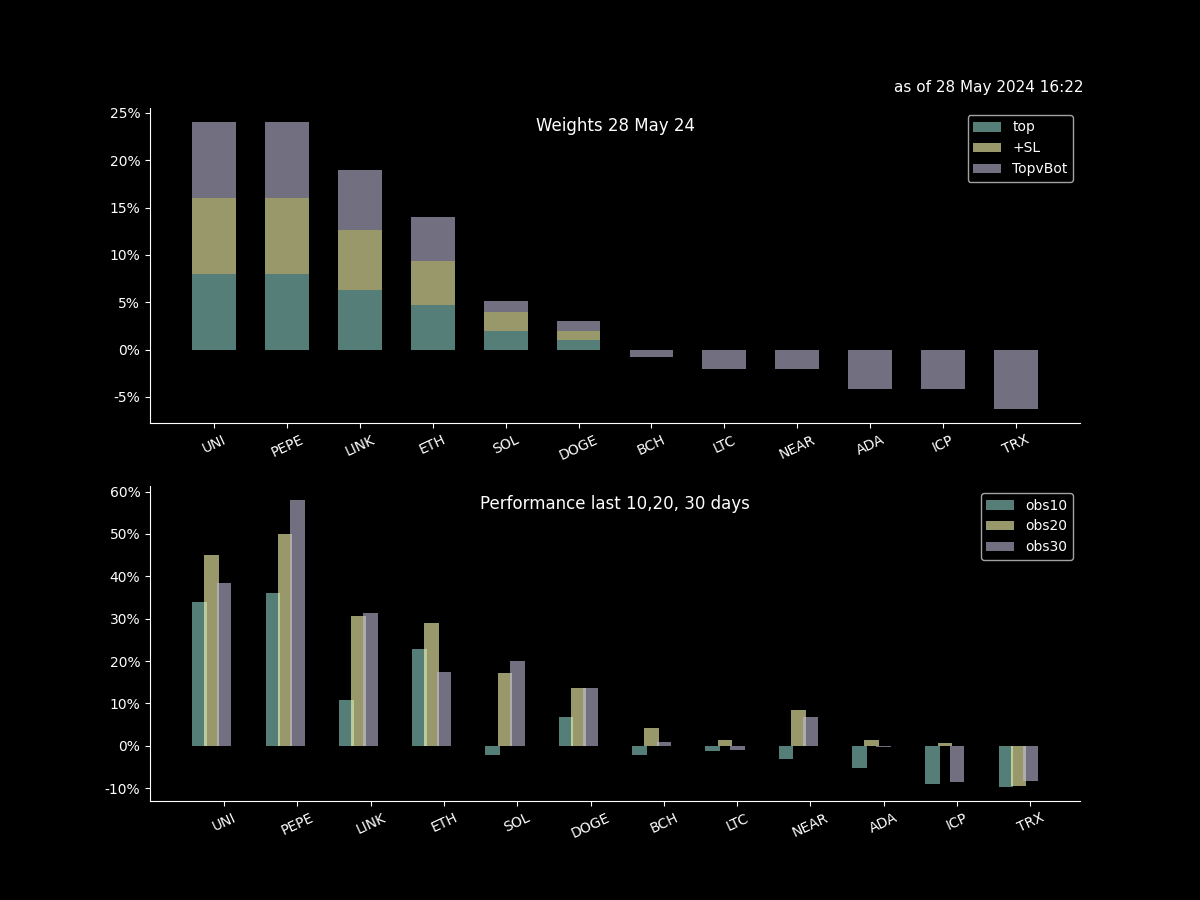 as of 28 May 2024 16:22
Weights 28 May 24
top
+SL
TopvBot
25%
20%
15%
10%
5%
0%
-5%
UNI PEPE LINK ETH SOL DOGE BCH LTC NEAR ADA ICP TRX
Performance last 10,20, 30 days
obs10
obs20
obs30
60%
50%
40%
30%
20%
10%
0%
-10%
UNI PEPE LINK ETH SOL DOGE BCH LTC NEAR ADA ICP TRX